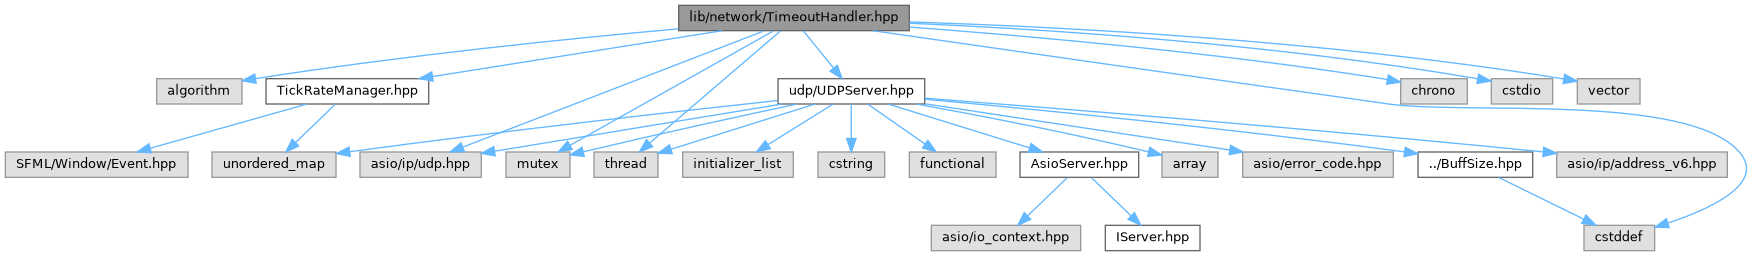 lib/network/TimeoutHandler.hpp
algorithm
TickRateManager.hpp
udp/UDPServer.hpp
chrono
cstdio
vector
SFML/Window/Event.hpp
unordered_map
asio/ip/udp.hpp
mutex
thread
initializer_list
cstring
functional
AsioServer.hpp
array
asio/error_code.hpp
../BuffSize.hpp
asio/ip/address_v6.hpp
asio/io_context.hpp
IServer.hpp
cstddef